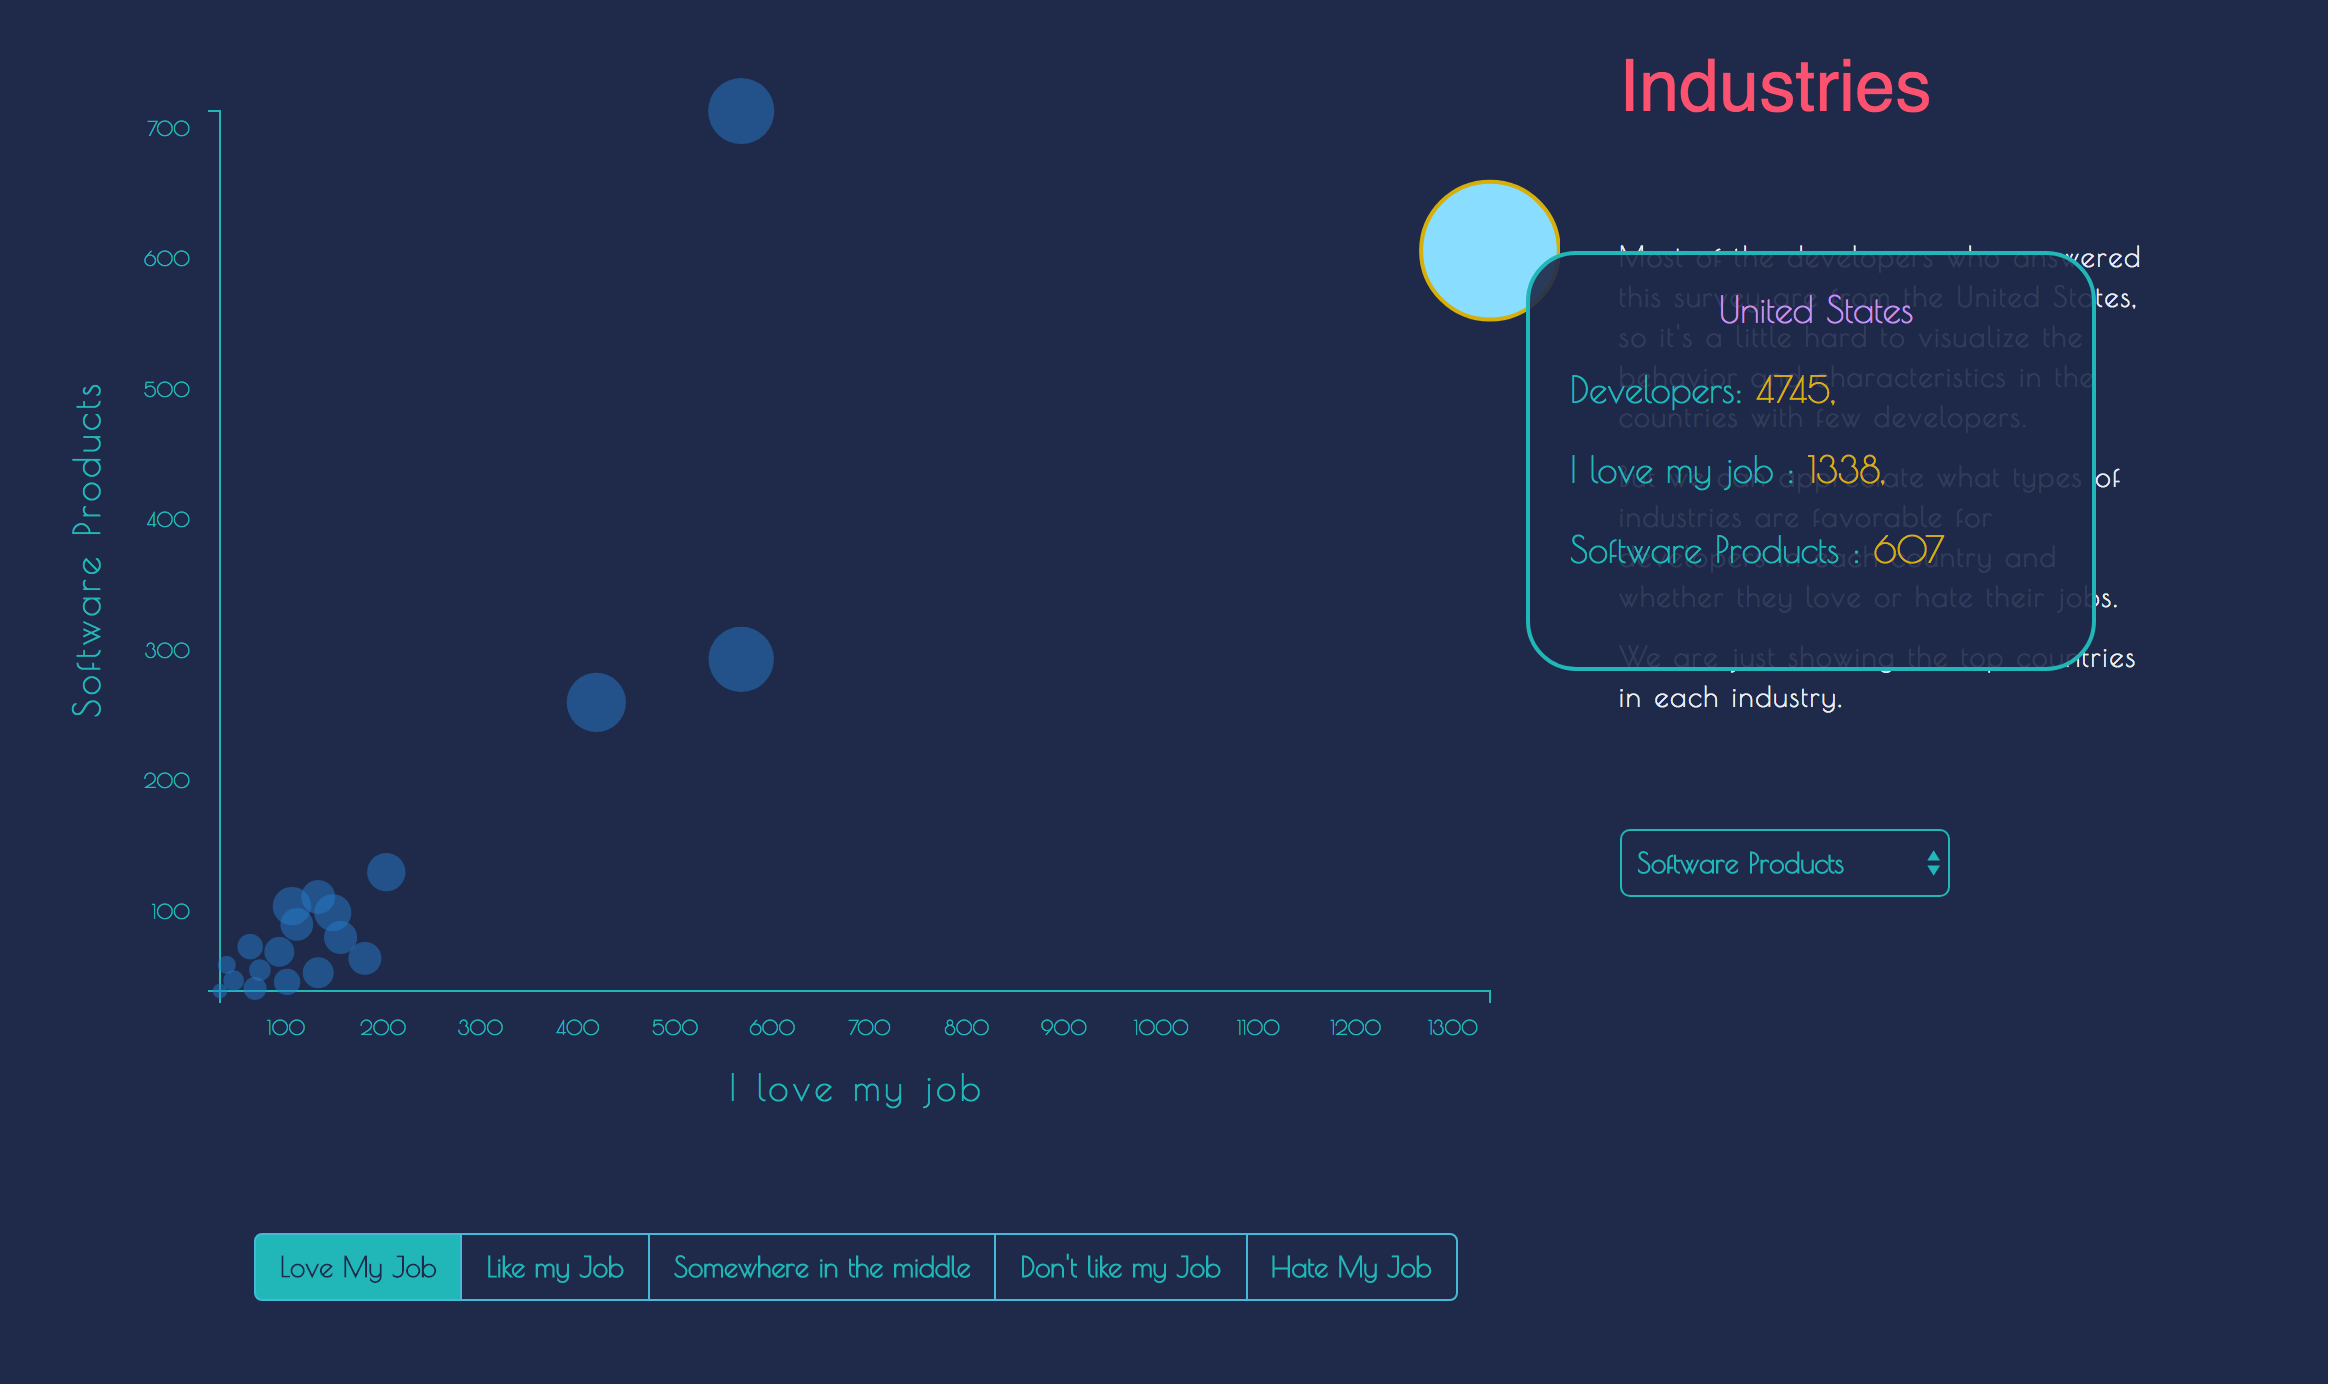 Industries
700
600
500
400
300
200
100
Software Products
100 200 300 400 500 600 700 800 900 1000 1100 1200 1300
I love my job
Most of the developers who answered
this survey are from the United States,
so it's a little hard to visualize the
behavior and characteristics in the
countries with few developers.
we can appreciate what types of
industries are favorable for
developers in each country and
whether they love or hate their jobs.
We are just showing the top countries
in each industry.
United States
Developers: 4745,
I love my job : 1338,
Software Products : 607
Software Products
Love My Job
Like my Job
Somewhere in the middle
Don't like my Job
Hate My Job